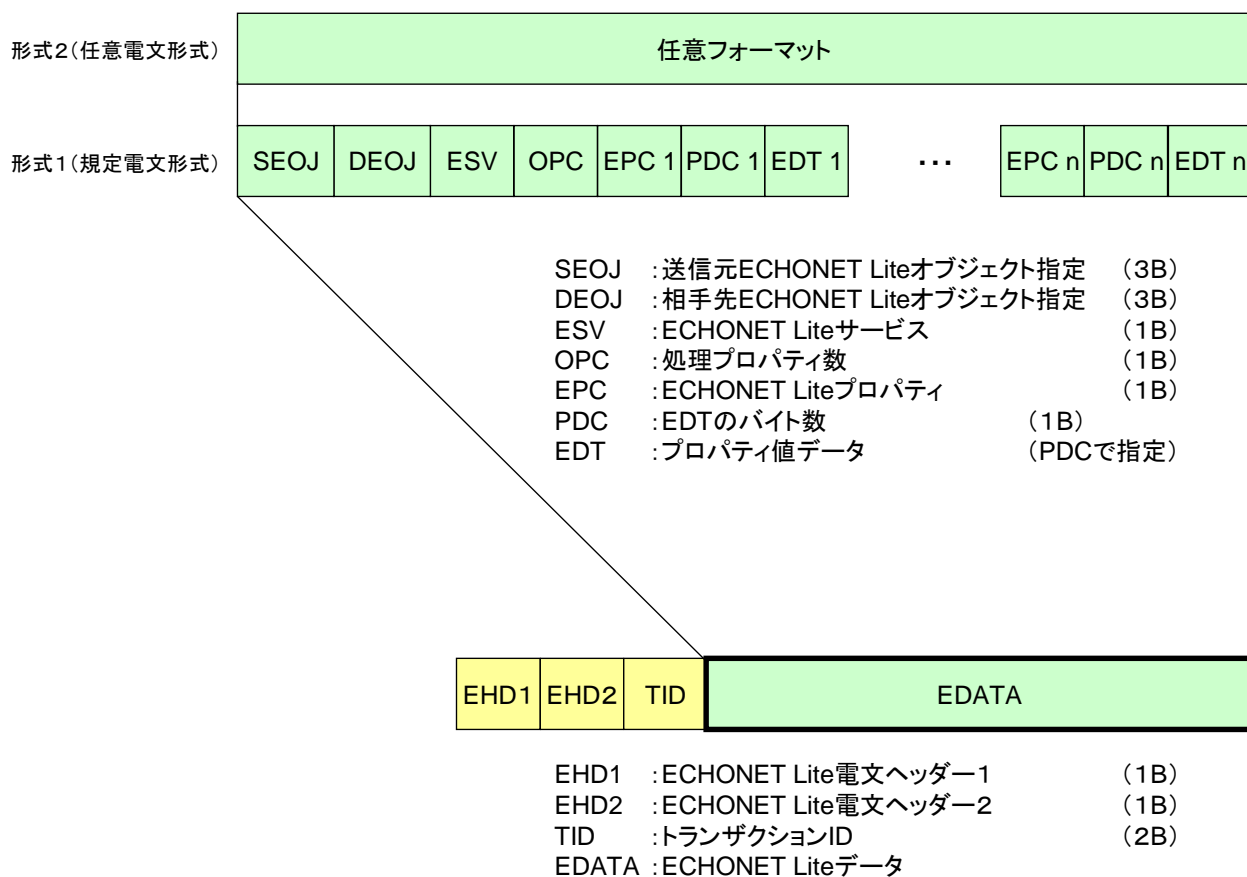 形式2(任意電文形式) 任意フォーマット
形式1(規定電文形式) SEOJ DEOJ ESV OPC EPC 1 PDC 1 EDT 1 ・・・ EPC n PDC n EDT n
SEOJ :送信元ECHONET Liteオブジェクト指定 (3B)
DEOJ :相手先ECHONET Liteオブジェクト指定 (3B)
ESV :ECHONET Liteサービス (1B)
OPC :処理プロパティ数 (1B)
EPC :ECHONET Liteプロパティ (1B)
PDC :EDTのバイト数 (1B)
EDT :プロパティ値データ (PDCで指定)
EHD1 EHD2 TID EDATA
EHD1 :ECHONET Lite電文ヘッダー1 (1B)
EHD2 :ECHONET Lite電文ヘッダー2 (1B)
TID :トランザクションID (2B)
EDATA :ECHONET Liteデータ